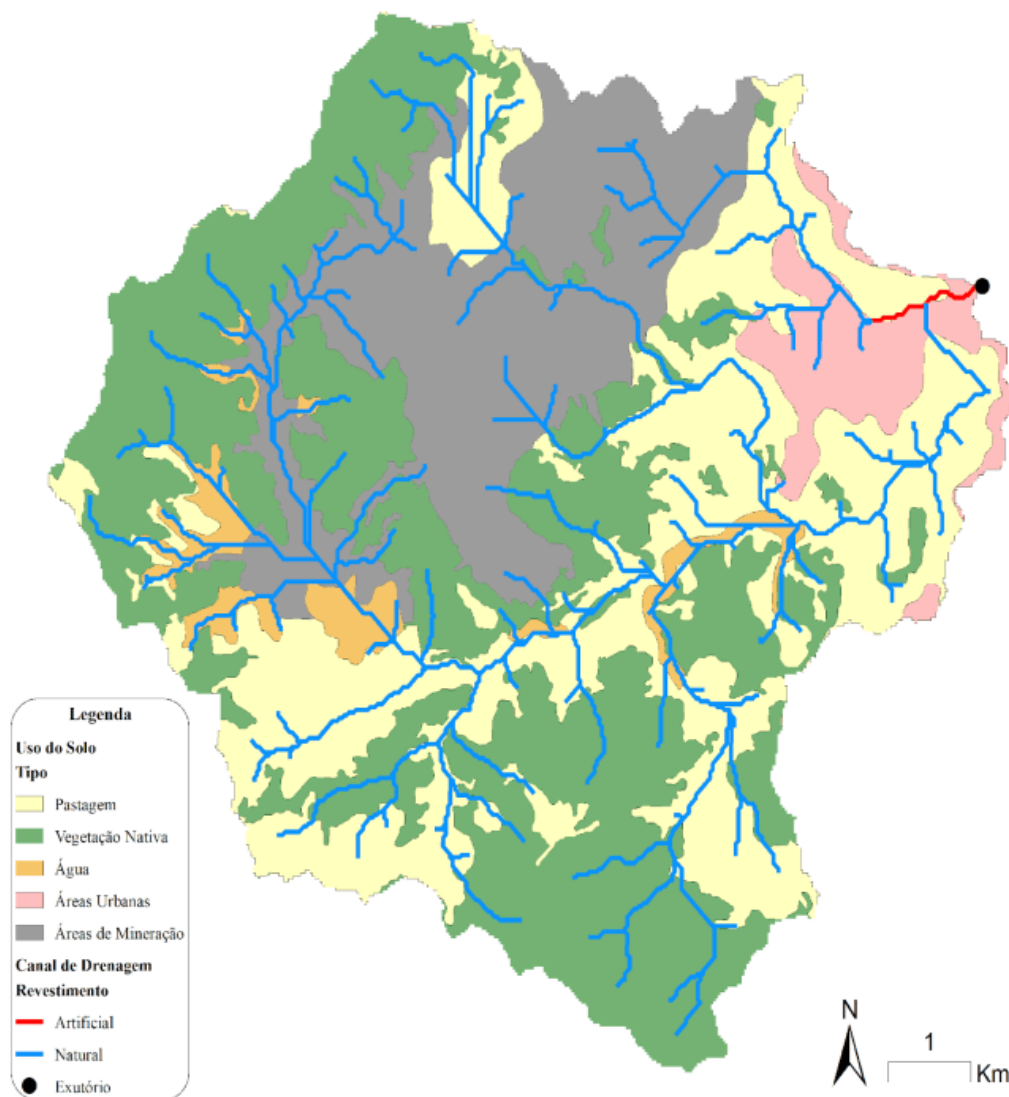 Legenda
Uso do Solo
Tipo
Pastagem
Vegetação Nativa
Água
Áreas Urbanas
Áreas de Mineração
Canal de Drenagem
Revestimento
Artificial
Natural
Exutório
N
1
Km